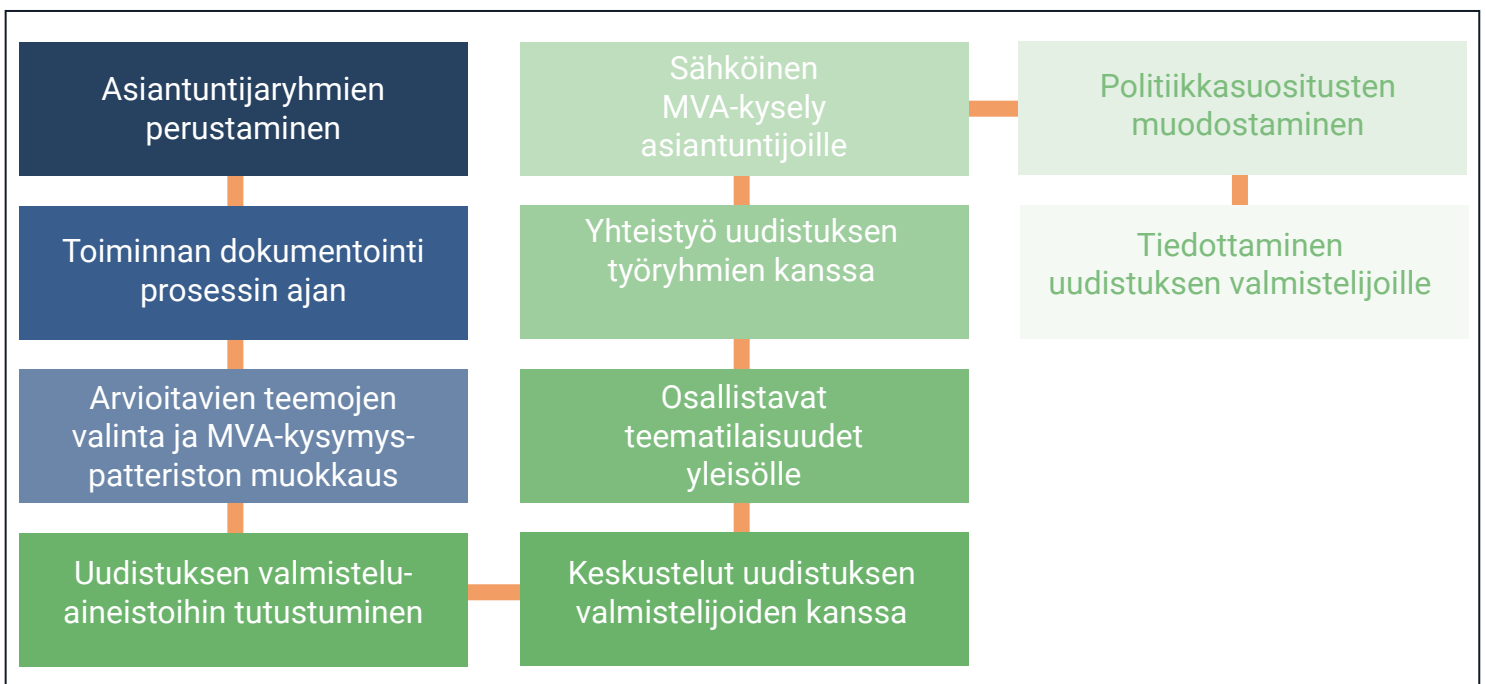 Asiantuntijaryhmien
perustaminen
Toiminnan dokumentointi
prosessin ajan
Arvioitavien teemojen
valinta ja MVA-kysymys-
patteriston muokkaus
Uudistuksen valmistelu-
aineistoihin tutustuminen
Keskustelut uudistuksen
valmistelijoiden kanssa
Osallistavat
teematilaisuudet
yleisölle
Yhteistyö uudistuksen
työryhmien kanssa
Sähköinen
MVA-kysely
asiantuntijoille
Politiikkasuositusten
muodostaminen
Tiedottaminen
uudistuksen valmistelijoille